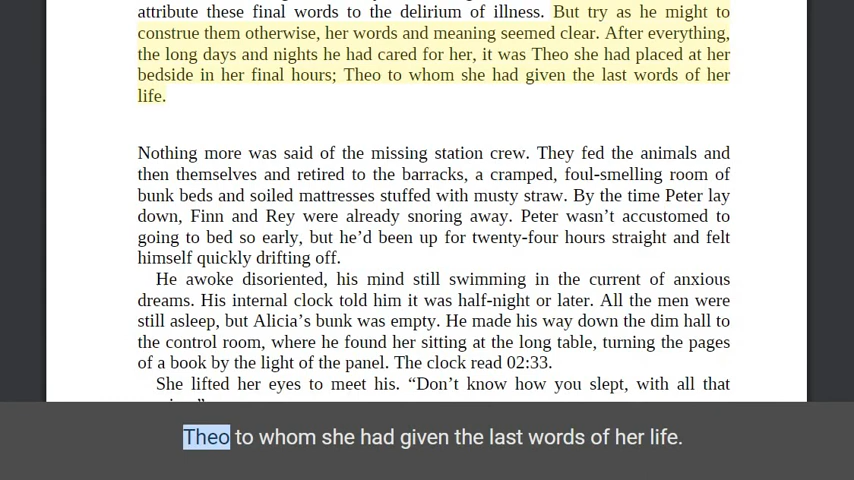 attribute these final words to the delirium of illness. But try as he might to
construe them otherwise, her words and meaning seemed clear. After everything,
the long days and nights he had cared for her, it was Theo she had placed at her
bedside in her final hours; Theo to whom she had given the last words of her
life.
Nothing more was said of the missing station crew. They fed the animals and
then themselves and retired to the barracks, a cramped, foul-smelling room of
bunk beds and soiled mattresses stuffed with musty straw. By the time Peter lay
down, Finn and Rey were already snoring away. Peter wasn’t accustomed to
going to bed so early, but he’d been up for twenty-four hours straight and felt
himself quickly drifting off.
He awoke disoriented, his mind still swimming in the current of anxious
dreams. His internal clock told him it was half-night or later. All the men were
still asleep, but Alicia’s bunk was empty. He made his way down the dim hall to
the control room, where he found her sitting at the long table, turning the pages
of a book by the light of the panel. The clock read 02:33.
She lifted her eyes to meet his. “Don’t know how you slept, with all that
Theo to whom she had given the last words of her life.